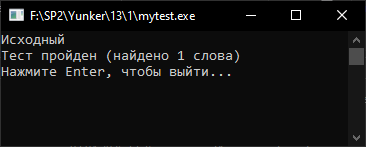 F:\SP2\Yunker\13\1\mytest.exe
Исходный
Тест пройден (найдено 1 слова)
Нажмите Enter, чтобы выйти...